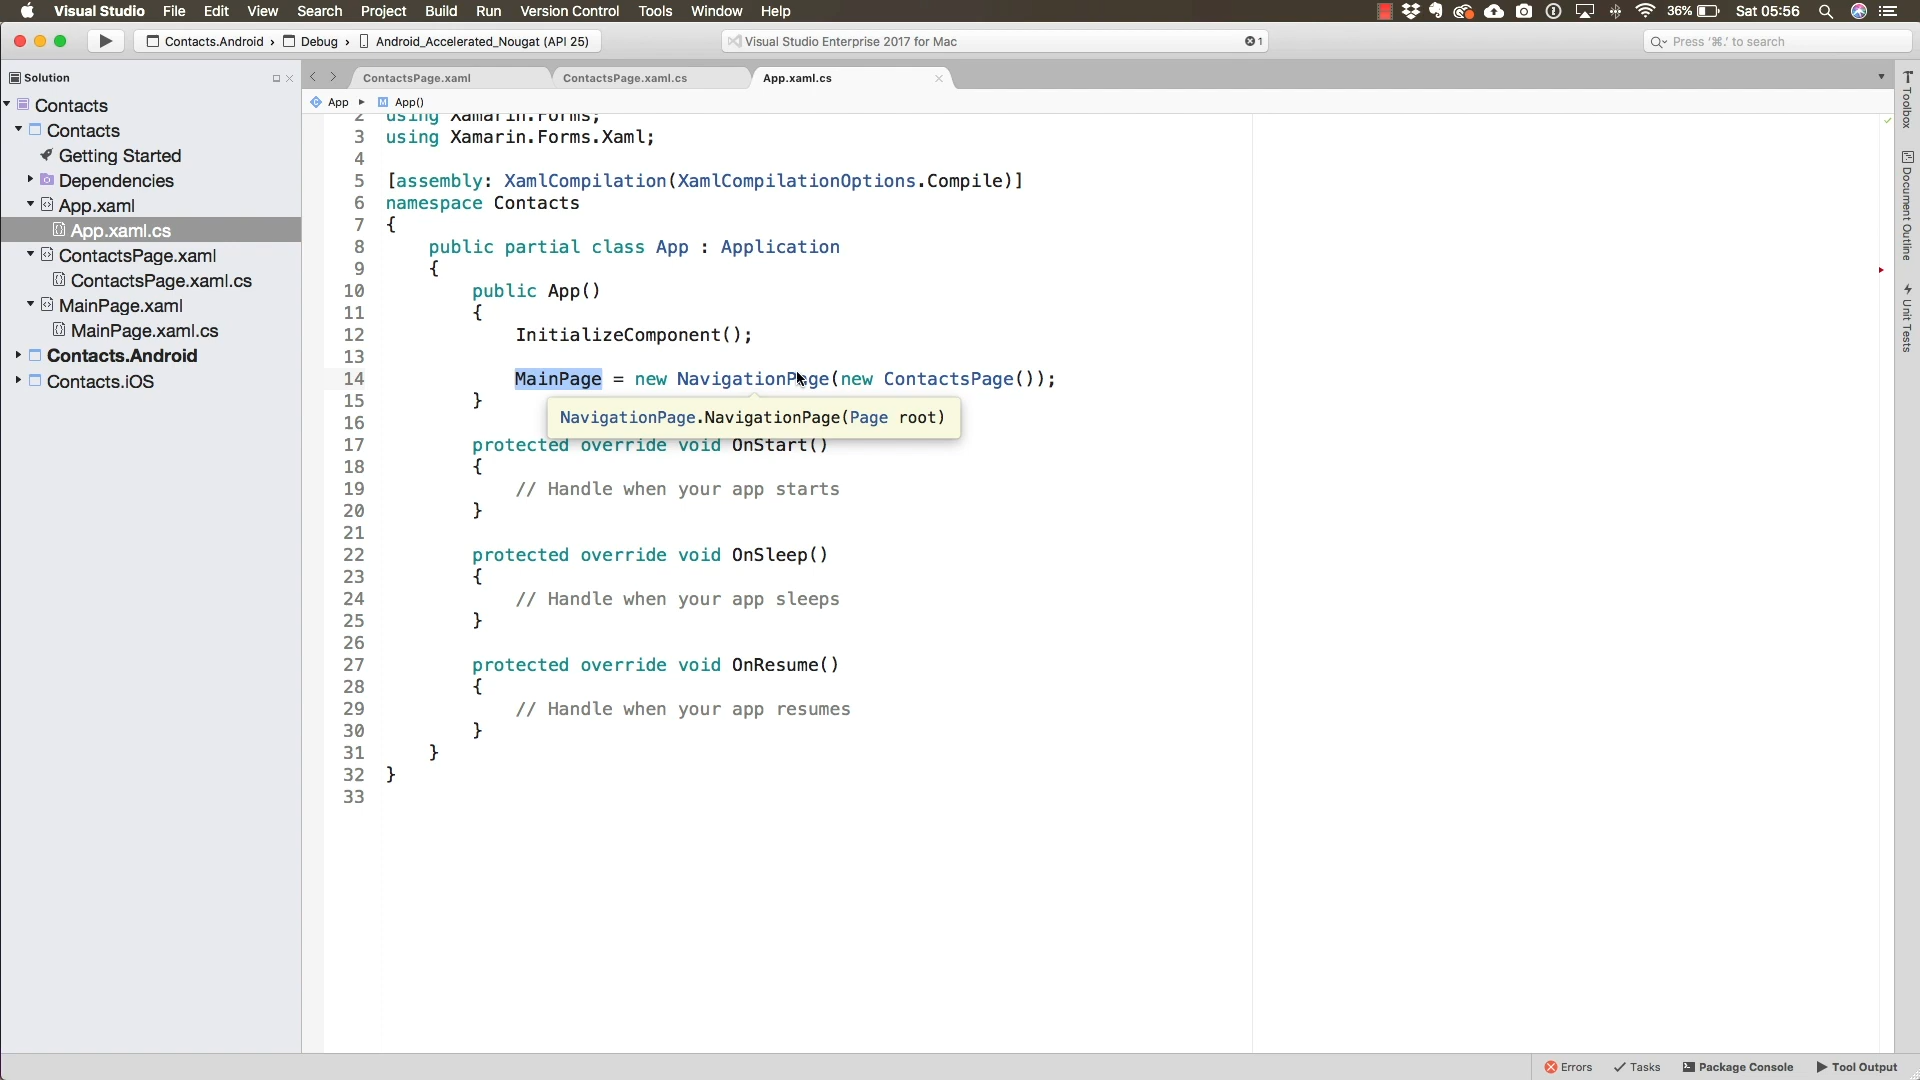 Visual Studio File Edit View Search Project Build Run Version Control Tools Window Help 36% Sat 05:56
Contacts.Android › Debug › Android_Accelerated_Nougat (API 25) Visual Studio Enterprise 2017 for Mac 1 Press '⌘.' to search
Solution
Contacts
Contacts
Getting Started
Dependencies
App.xaml
App.xaml.cs
ContactsPage.xaml
ContactsPage.xaml.cs
MainPage.xaml
MainPage.xaml.cs
Contacts.Android
Contacts.iOS
ContactsPage.xaml ContactsPage.xaml.cs App.xaml.cs
App App()
2 using Xamarin.Forms;
3 using Xamarin.Forms.Xaml;
4
5 [assembly: XamlCompilation(XamlCompilationOptions.Compile)]
6 namespace Contacts
7 {
8 public partial class App : Application
9 {
10 public App()
11 {
12 InitializeComponent();
13
14 MainPage = new NavigationPage(new ContactsPage());
15 }
NavigationPage.NavigationPage(Page root)
16
17 protected override void OnStart()
18 {
19 // Handle when your app starts
20 }
21
22 protected override void OnSleep()
23 {
24 // Handle when your app sleeps
25 }
26
27 protected override void OnResume()
28 {
29 // Handle when your app resumes
30 }
31 }
32 }
33
Toolbox
Document Outline
Unit Tests
Errors Tasks Package Console Tool Output